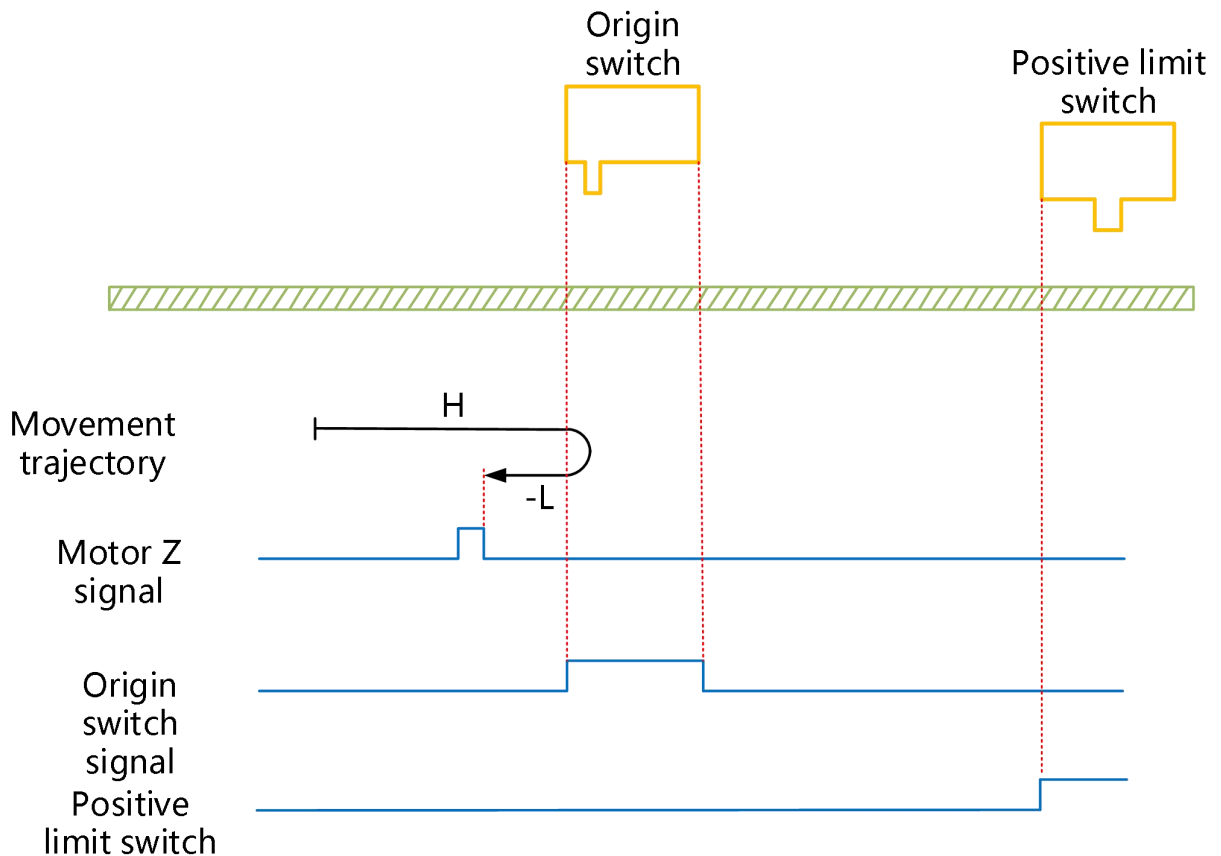 Origin
switch
Positive limit
switch
H
Movement
trajectory
-L
Motor Z
signal
Origin
switch
signal
Positive
limit switch